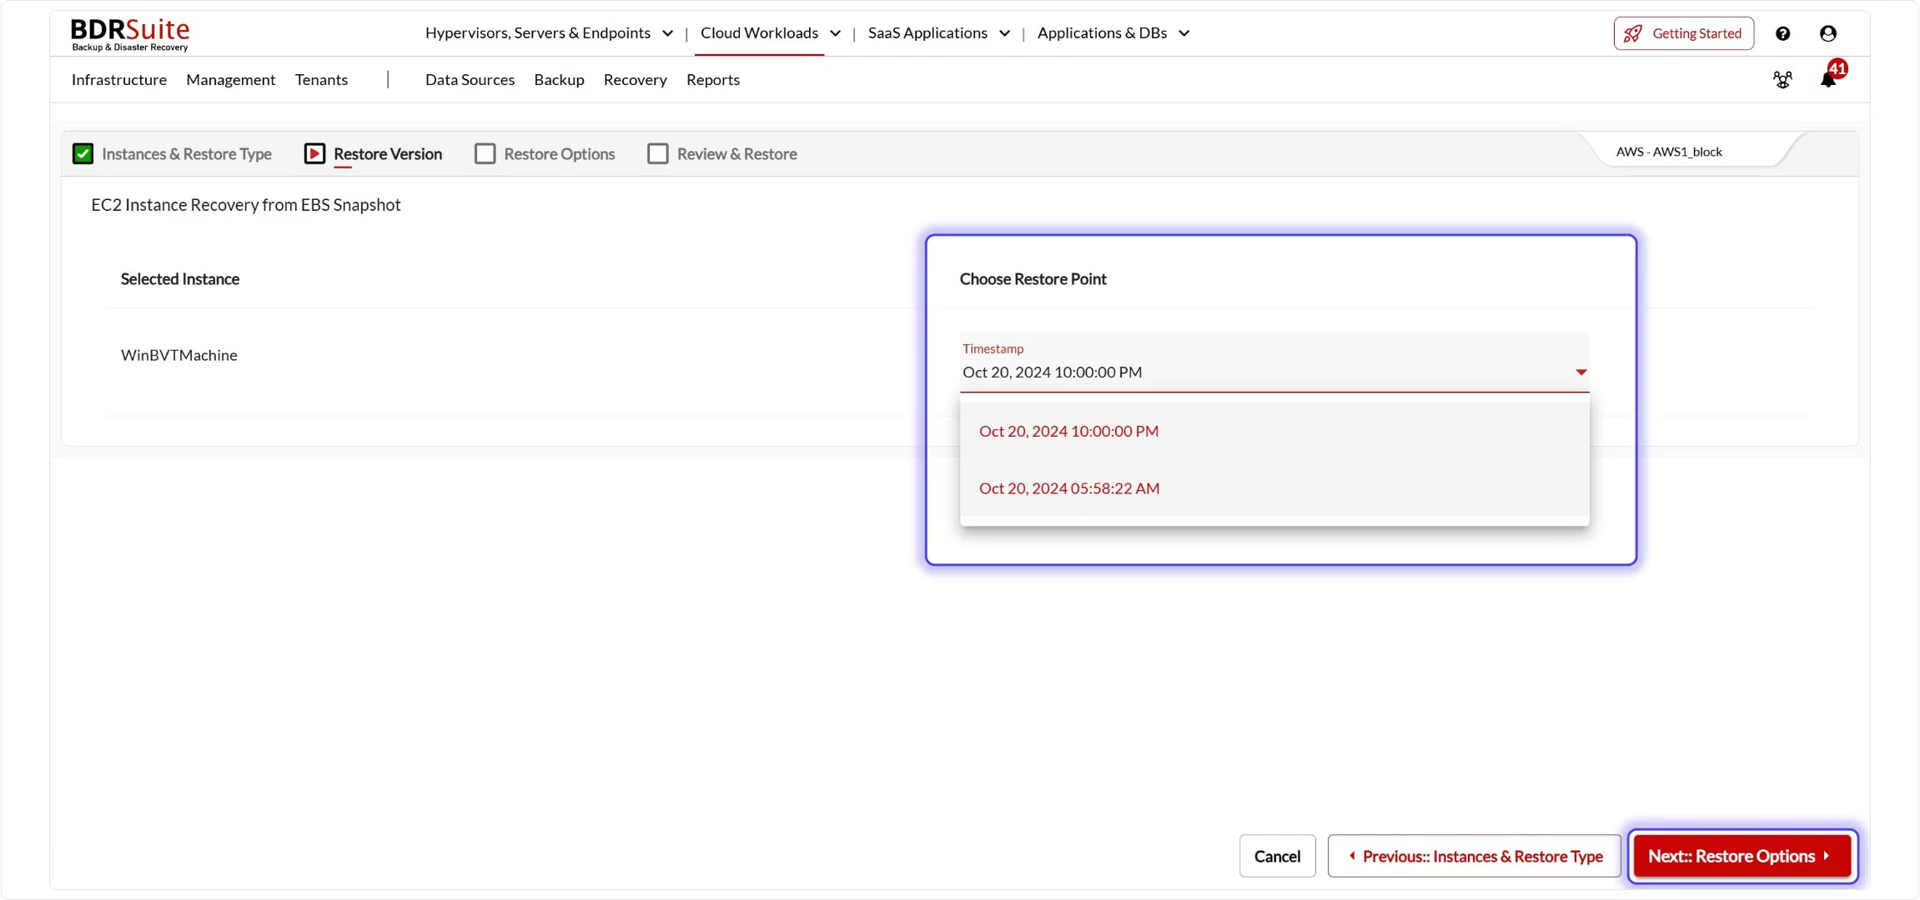 BDRSuite
Backup & Disaster Recovery
Hypervisors, Servers & Endpoints | Cloud Workloads | SaaS Applications | Applications & DBs
Getting Started
Infrastructure Management Tenants | Data Sources Backup Recovery Reports
41
Instances & Restore Type Restore Version Restore Options Review & Restore
AWS - AWS1_block
EC2 Instance Recovery from EBS Snapshot
Selected Instance
Choose Restore Point
WinBVTMachine
Timestamp
Oct 20, 2024 10:00:00 PM
Oct 20, 2024 10:00:00 PM
Oct 20, 2024 05:58:22 AM
Cancel
Previous:: Instances & Restore Type
Next:: Restore Options